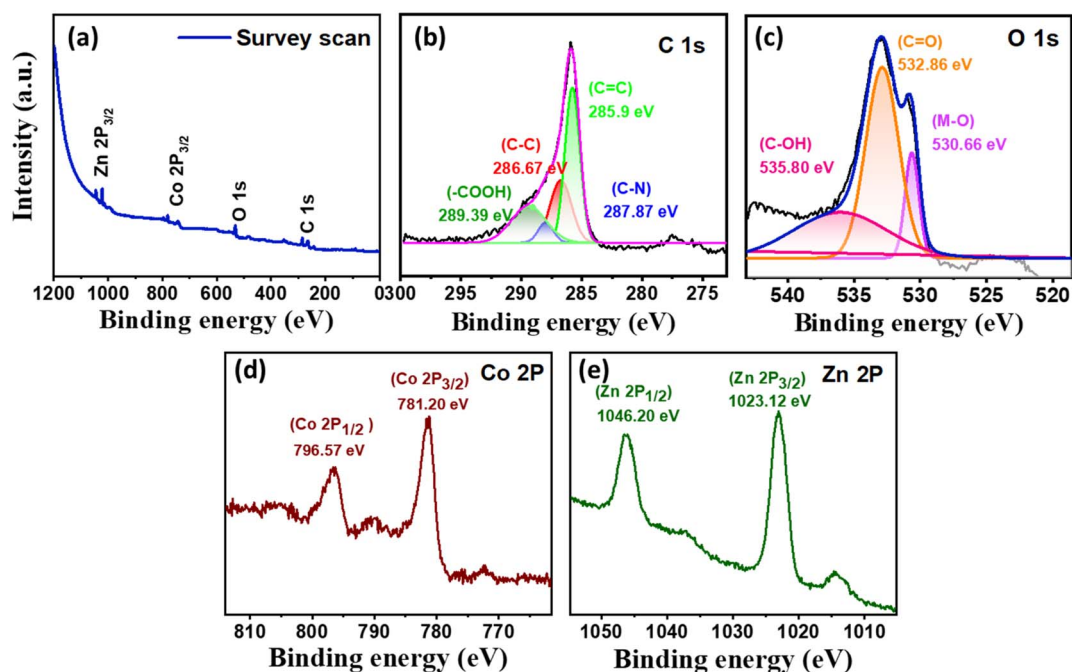 (a)
Survey scan
Zn 2P3/2
Co 2P3/2
O 1s
C 1s
Intensity (a.u.)
1200 1000 800 600 400 200 0
Binding energy (eV)
(b)
C 1s
(C=C)
285.9 eV
(C-C)
286.67 eV
(-COOH)
289.39 eV
(C-N)
287.87 eV
300 295 290 285 280 275
Binding energy (eV)
(c)
O 1s
(C=O)
532.86 eV
(M-O)
530.66 eV
(C-OH)
535.80 eV
540 535 530 525 520
Binding energy (eV)
(d)
Co 2P
(Co 2P3/2)
781.20 eV
(Co 2P1/2 )
796.57 eV
810 800 790 780 770
Binding energy (eV)
(e)
Zn 2P
(Zn 2P3/2)
1023.12 eV
(Zn 2P1/2)
1046.20 eV
1050 1040 1030 1020 1010
Binding energy (eV)